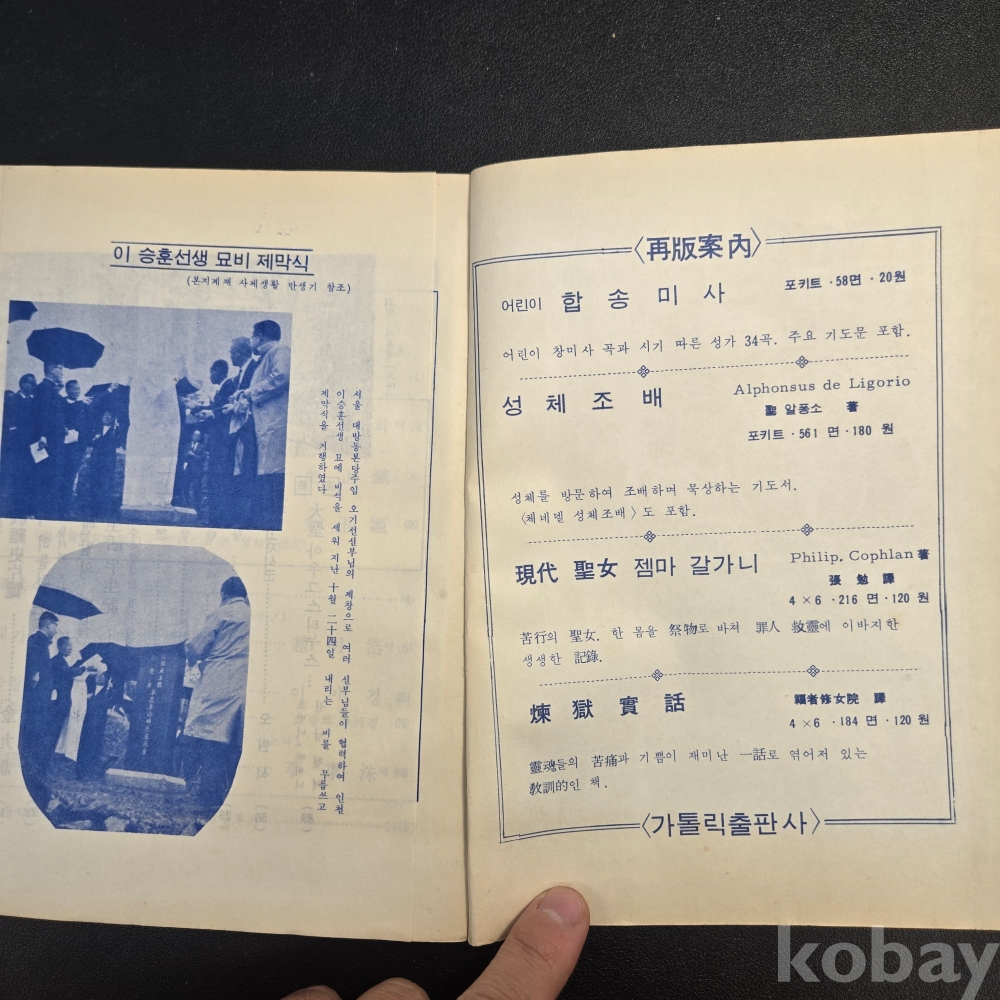 이 승훈선생 묘비 제막식
(본지게재 사제생활 반생기 참조)
서울 대방동본당주임 오기선신부님의 제창으로 여러 신부님들이 협력하여 인천
이승훈선생 묘에 비석을 세워 지난 十월 二十四일 내리는 비를 무릅쓰고
제막식을 거행하였다
〈再版案內〉
어린이 합 송 미 사 포키트 · 58면 · 20원
어린이 창미사 곡과 시기 따른 성가 34곡. 주요 기도문 포함.
성 체 조 배 Alphonsus de Ligorio
聖 알퐁소 著
포키트 · 561 면 · 180 원
성체를 방문하여 조배하며 묵상하는 기도서.
〈체네델 성체조배〉도 포함.
現代 聖女 젬마 갈가니 Philip. Cophlan 著
張 勉 譯
4 × 6 · 216 면 · 120 원
苦行의 聖女. 한 몸을 祭物로 바쳐 罪人 救靈에 이바지한
생생한 記錄.
煉 獄 實 話 編者修女院 譯
4 × 6 · 184 면 · 120 원
靈魂들의 苦痛과 기쁨이 재미난 一話로 엮어져 있는
敎訓的인 책.
〈가톨릭출판사〉
kobay